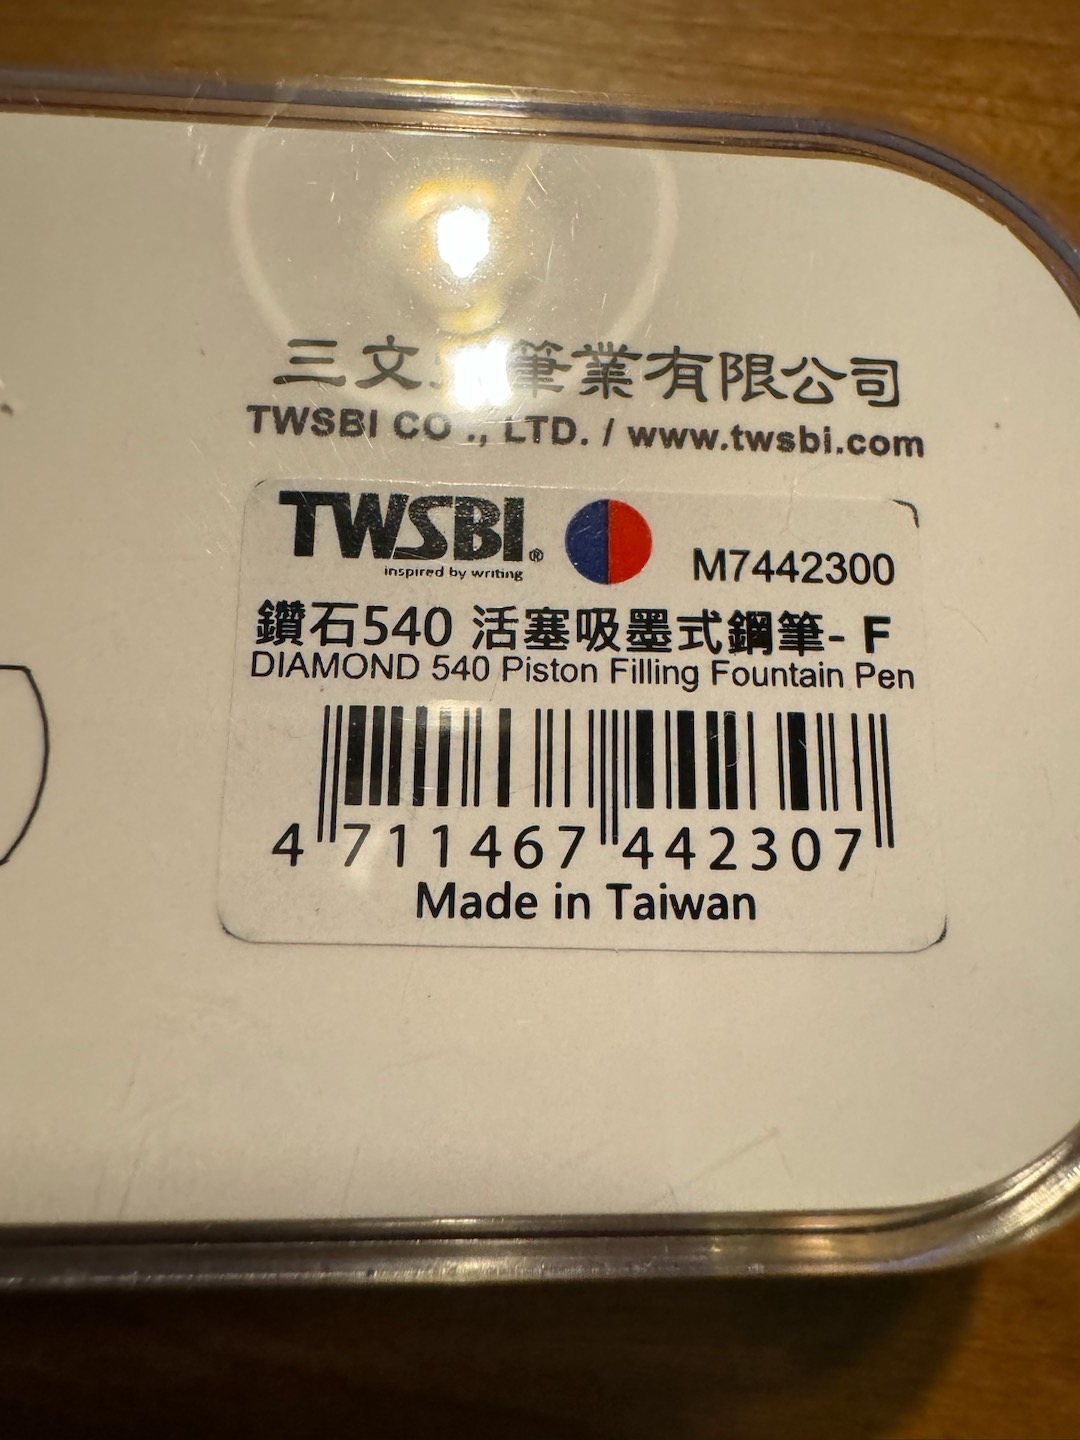 三文 筆業有限公司
TWSBI CO ., LTD. / www.twsbi.com
TWSBI®
inspired by writing
M7442300
鑽石540 活塞吸墨式鋼筆- F
DIAMOND 540 Piston Filling Fountain Pen
4 711467 442307
Made in Taiwan